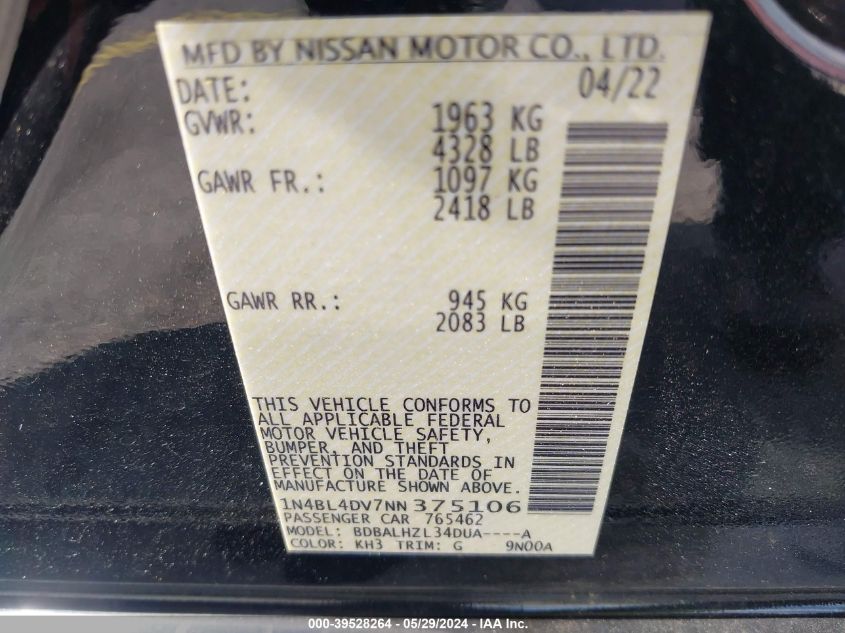 MFD BY NISSAN MOTOR CO., LTD.
DATE: 04/22
GVWR: 1963 KG
4328 LB
GAWR FR.: 1097 KG
2418 LB
GAWR RR.: 945 KG
2083 LB
THIS VEHICLE CONFORMS TO
ALL APPLICABLE FEDERAL
MOTOR VEHICLE SAFETY,
BUMPER, AND THEFT
PREVENTION STANDARDS IN
EFFECT ON THE DATE OF
MANUFACTURE SHOWN ABOVE.
1N4BL4DV7NN375106
PASSENGER CAR 765462
MODEL: BDBALHZL34DUA----A
COLOR: KH3 TRIM: G 9N00A
000-39528264 - 05/29/2024 - IAA Inc.